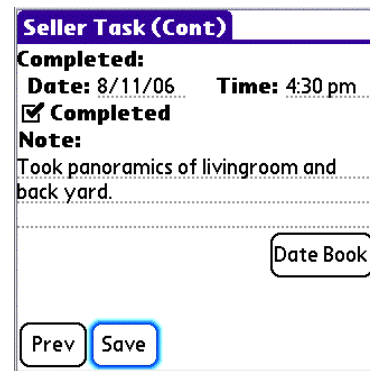 Seller Task (Cont)
Completed:
Date: 8/11/06 Time: 4:30 pm
Completed
Note:
Took panoramics of livingroom and
back yard.
Date Book
Prev Save